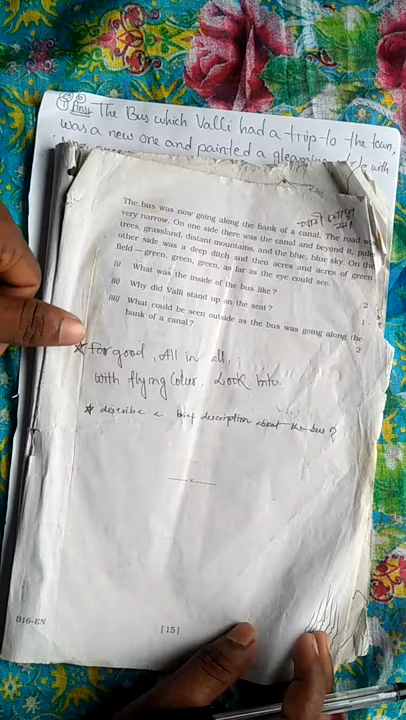 Ans The Bus which Valli had a trip to the town,
was a new one and painted a gleaming with
The bus was now going along the bank of a canal. The road was
very narrow. On one side there was the canal and beyond it, palm
trees, grassland, distant mountains, and the blue, blue sky. On the
other side was a deep ditch and then acres and acres of green
field — green, green, green, as far as the eye could see.
(i) What was the inside of the bus like? 2
(ii) Why did Valli stand up on the seat? 1
(iii) What could be seen outside as the bus was going along the
bank of a canal? 2
* For good, All in all,
with flying Colur, Look into.
* describe a brief description about the bus?
B16-EN
[ 15 ]